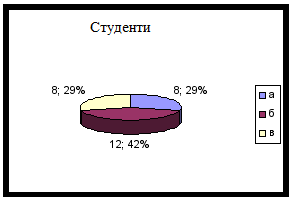 Студенти
8; 29%
8; 29%
12; 42%
а
б
в